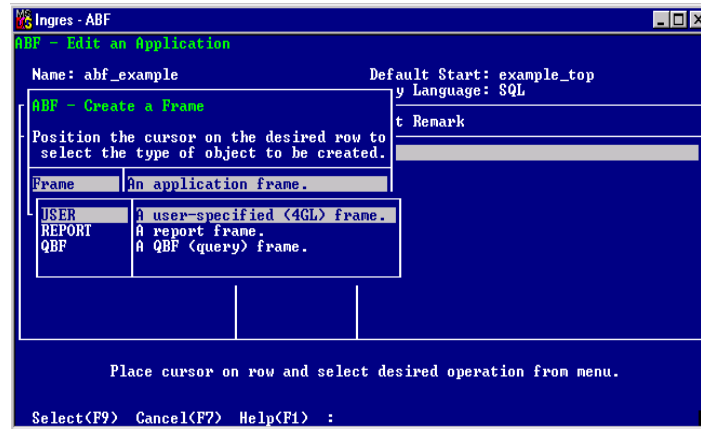 Ingres - ABF
ABF - Edit an Application
Name: abf_example Default Start: example_top
y Language: SQL
ABF - Create a Frame
t Remark
Position the cursor on the desired row to
select the type of object to be created.
Frame An application frame.
USER A user-specified (4GL) frame.
REPORT A report frame.
QBF A QBF (query) frame.
Place cursor on row and select desired operation from menu.
Select(F9) Cancel(F7) Help(F1) :